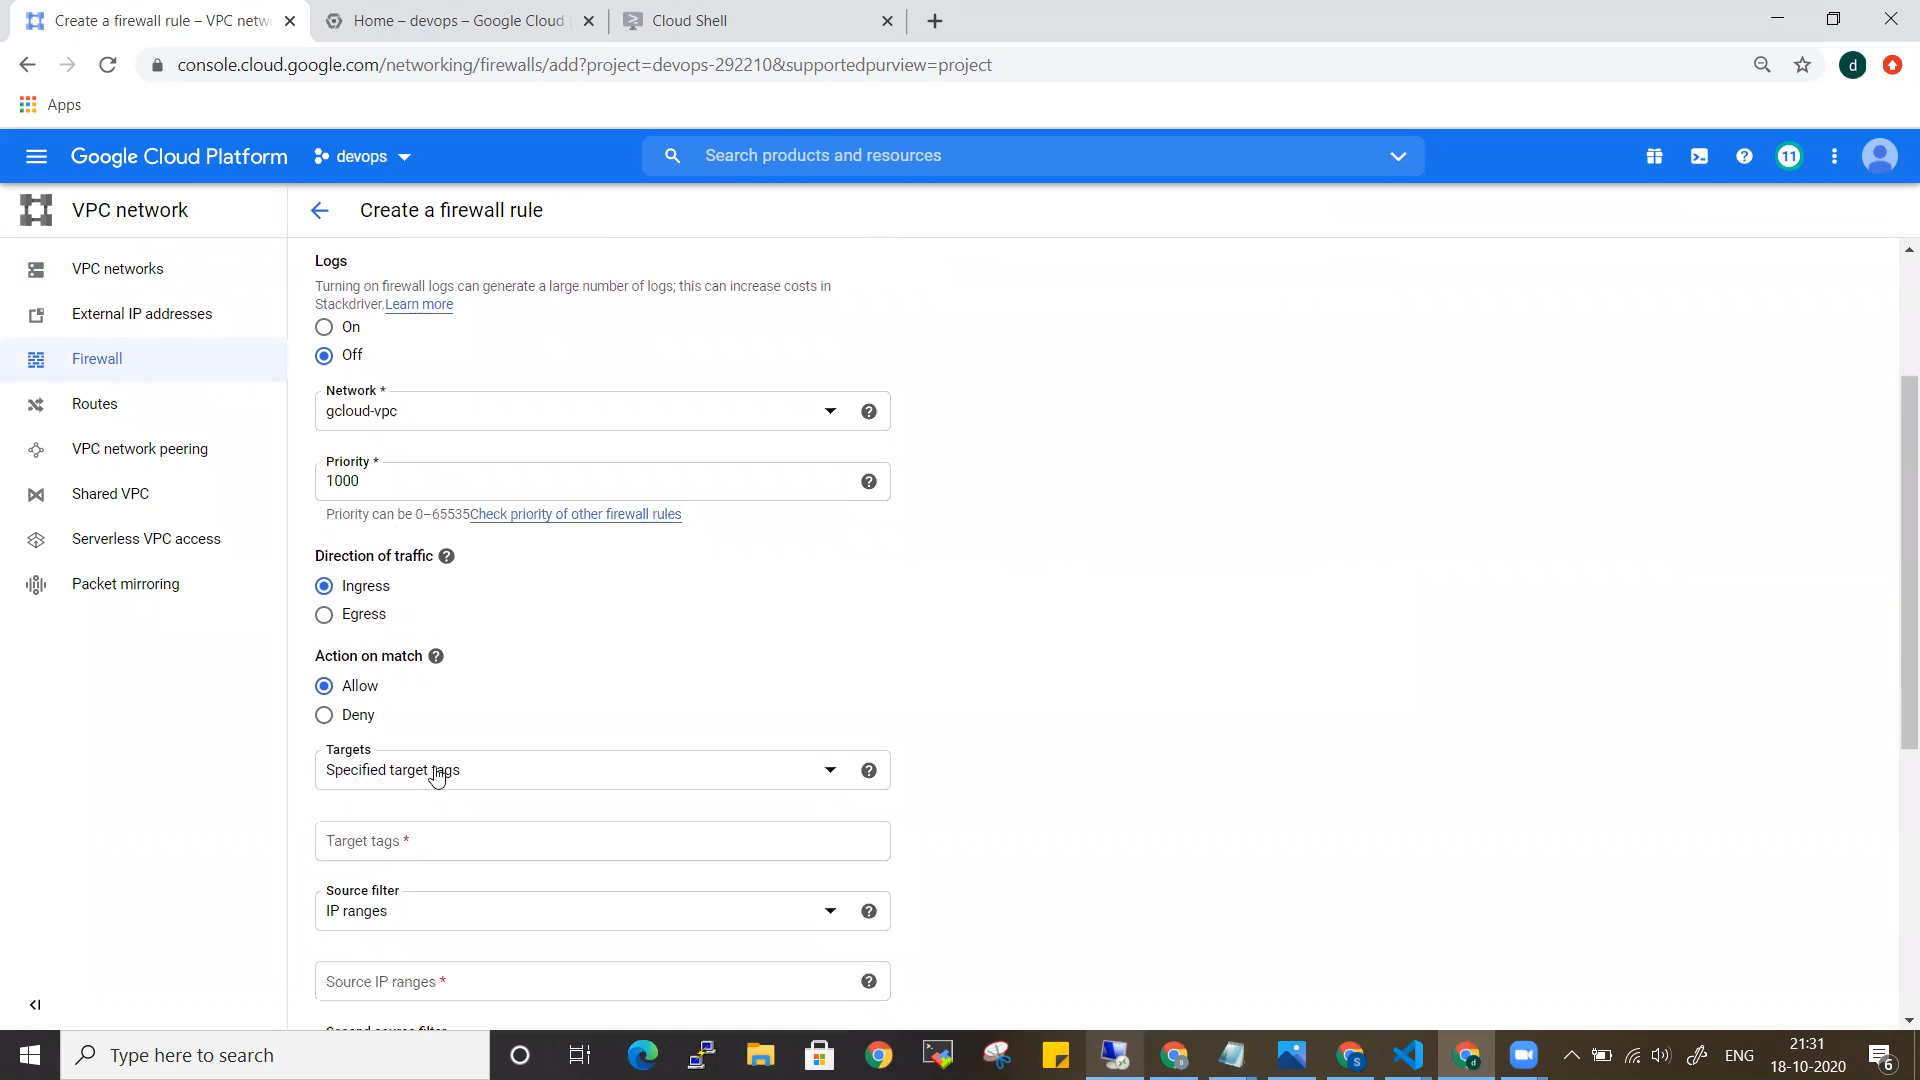 Create a firewall rule – VPC netw
Home – devops – Google Cloud
Cloud Shell
console.cloud.google.com/networking/firewalls/add?project=devops-292210&supportedpurview=project
d
Apps
Google Cloud Platform
devops
Search products and resources
11
VPC network
Create a firewall rule
VPC networks
External IP addresses
Firewall
Routes
VPC network peering
Shared VPC
Serverless VPC access
Packet mirroring
Logs
Turning on firewall logs can generate a large number of logs; this can increase costs in
Stackdriver.Learn more
On
Off
Network *
gcloud-vpc
Priority *
1000
Priority can be 0–65535Check priority of other firewall rules
Direction of traffic
Ingress
Egress
Action on match
Allow
Deny
Targets
Specified target tags
Target tags *
Source filter
IP ranges
Source IP ranges *
Second source filter
Type here to search
ENG
21:31
18-10-2020
6